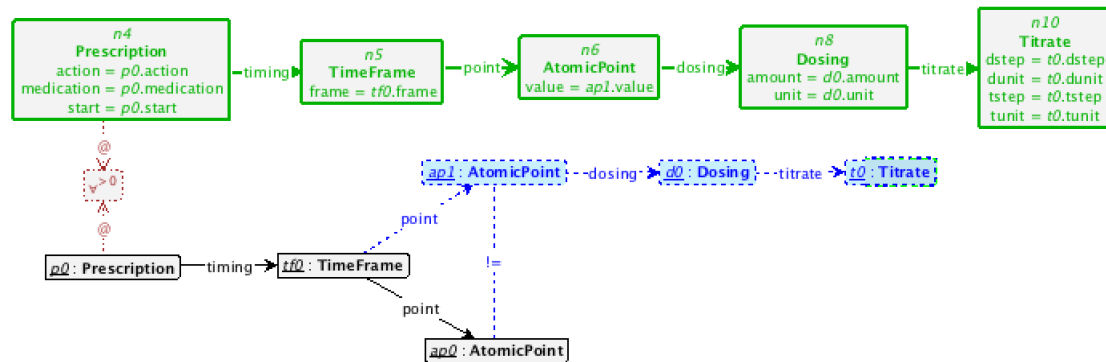 n4
Prescription
action = p0.action
medication = p0.medication
start = p0.start
timing
n5
TimeFrame
frame = tf0.frame
point
n6
AtomicPoint
value = ap1.value
dosing
n8
Dosing
amount = d0.amount
unit = d0.unit
titrate
n10
Titrate
dstep = t0.dstep
dunit = t0.dunit
tstep = t0.tstep
tunit = t0.tunit
@
∀>0
@
ap1 : AtomicPoint
dosing
d0 : Dosing
titrate
t0 : Titrate
point
p0 : Prescription
timing
tf0 : TimeFrame
!=
point
ap0 : AtomicPoint